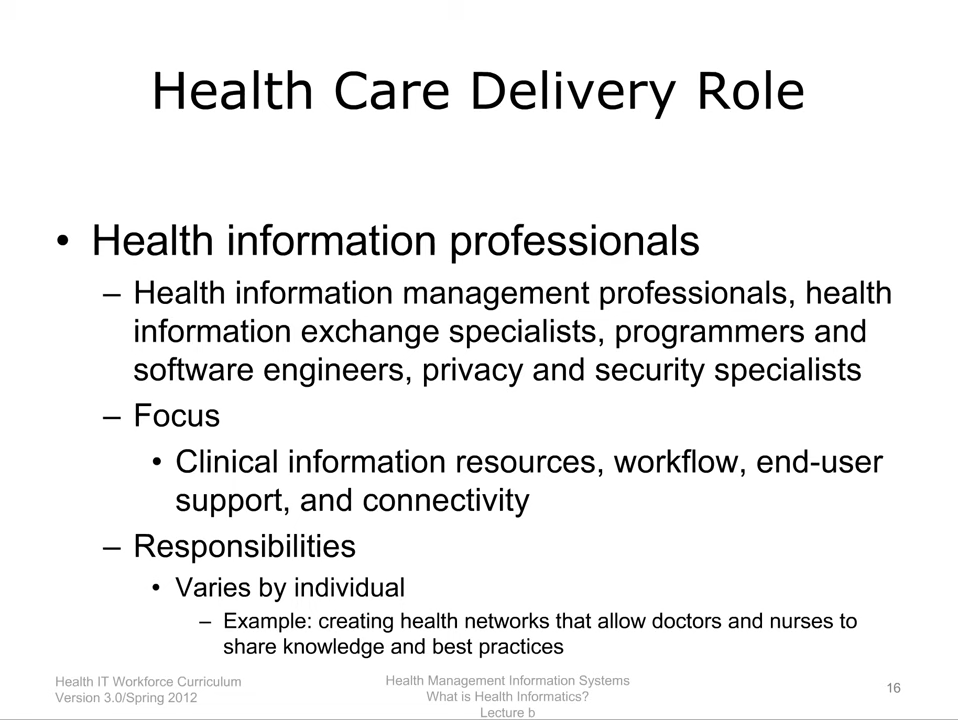 Health Care Delivery Role
• Health information professionals
– Health information management professionals, health
information exchange specialists, programmers and
software engineers, privacy and security specialists
– Focus
• Clinical information resources, workflow, end-user
support, and connectivity
– Responsibilities
• Varies by individual
– Example: creating health networks that allow doctors and nurses to
share knowledge and best practices
Health IT Workforce Curriculum
Version 3.0/Spring 2012
Health Management Information Systems
What is Health Informatics?
Lecture b
16